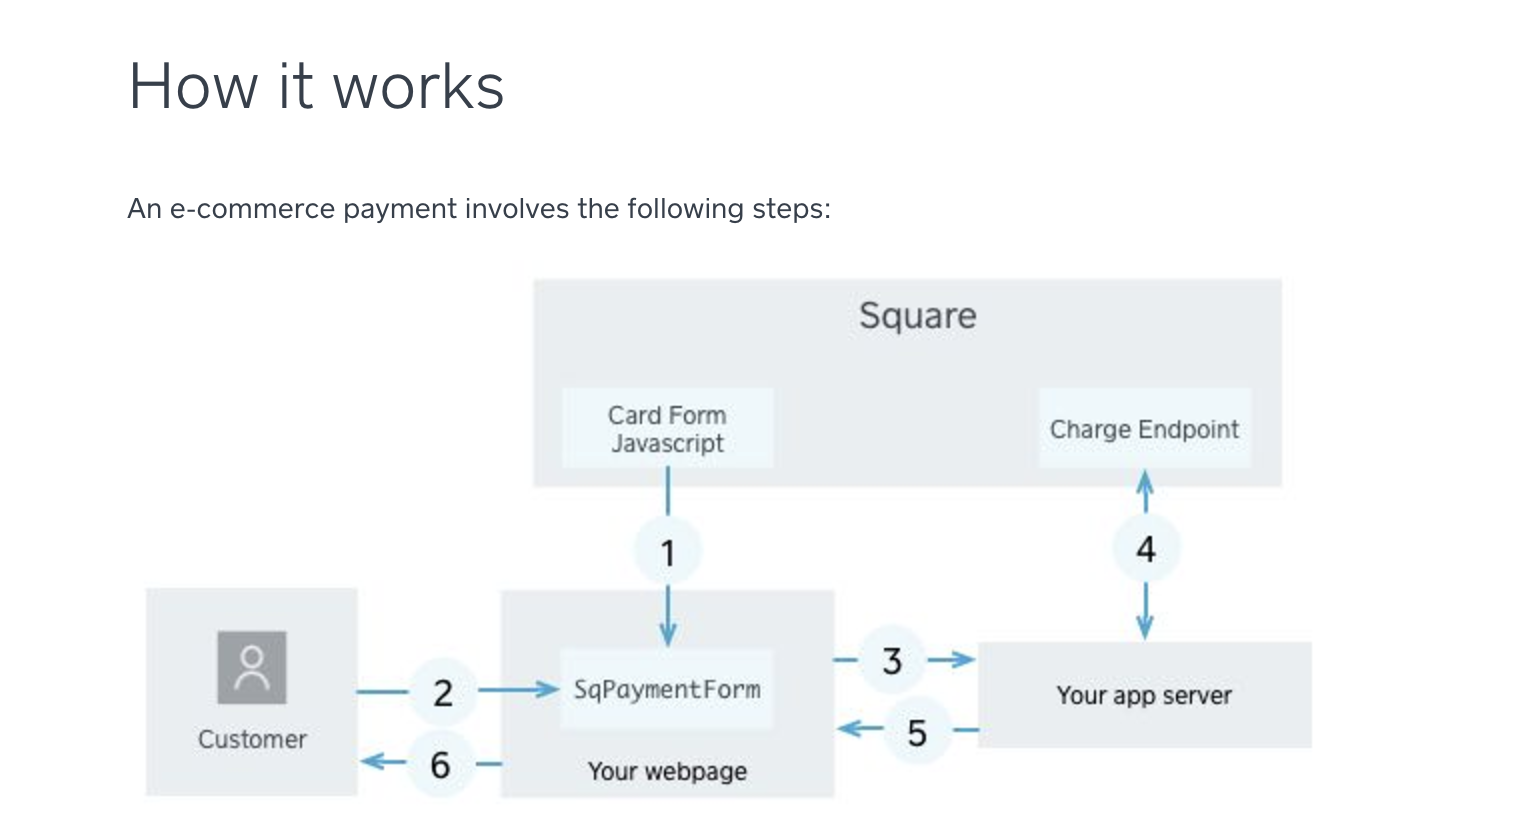 How it works
An e-commerce payment involves the following steps:
Square
Card Form
Javascript
Charge Endpoint
1
4
Customer
2
6
SqPaymentForm
Your webpage
3
5
Your app server